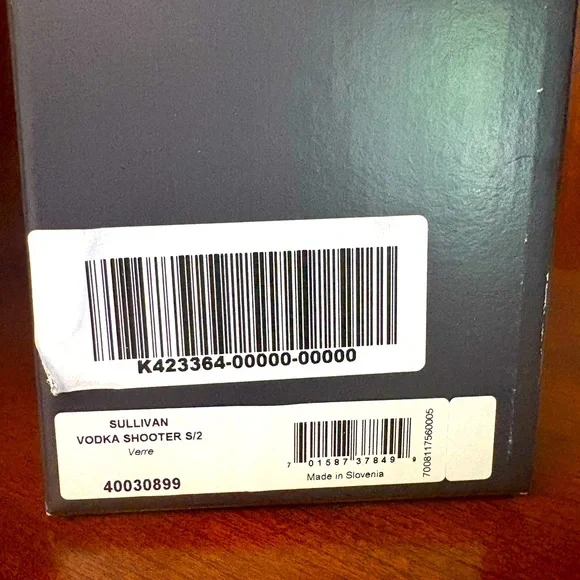 K423364-00000-00000
SULLIVAN
VODKA SHOOTER S/2
Verre
40030899
7 01587 37849 9
Made in Slovenia
7008117560005